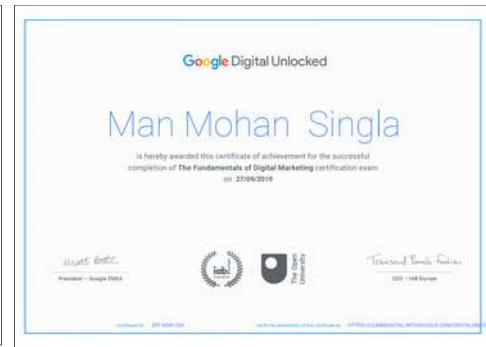 Google Digital Unlocked
Man Mohan Singla
is hereby awarded this certificate of achievement for the successful
completion of The Fundamentals of Digital Marketing certification exam
on 27/09/2019
President – Google EMEA
iab
The Open
University
CEO – IAB Europe